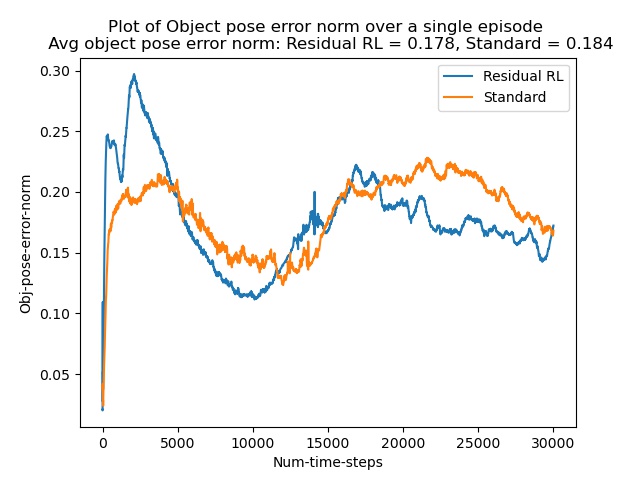 Plot of Object pose error norm over a single episode
Avg object pose error norm: Residual RL = 0.178, Standard = 0.184
0.30
0.25
0.20
0.15
0.10
0.05
Obj-pose-error-norm
Residual RL
Standard
0 5000 10000 15000 20000 25000 30000
Num-time-steps